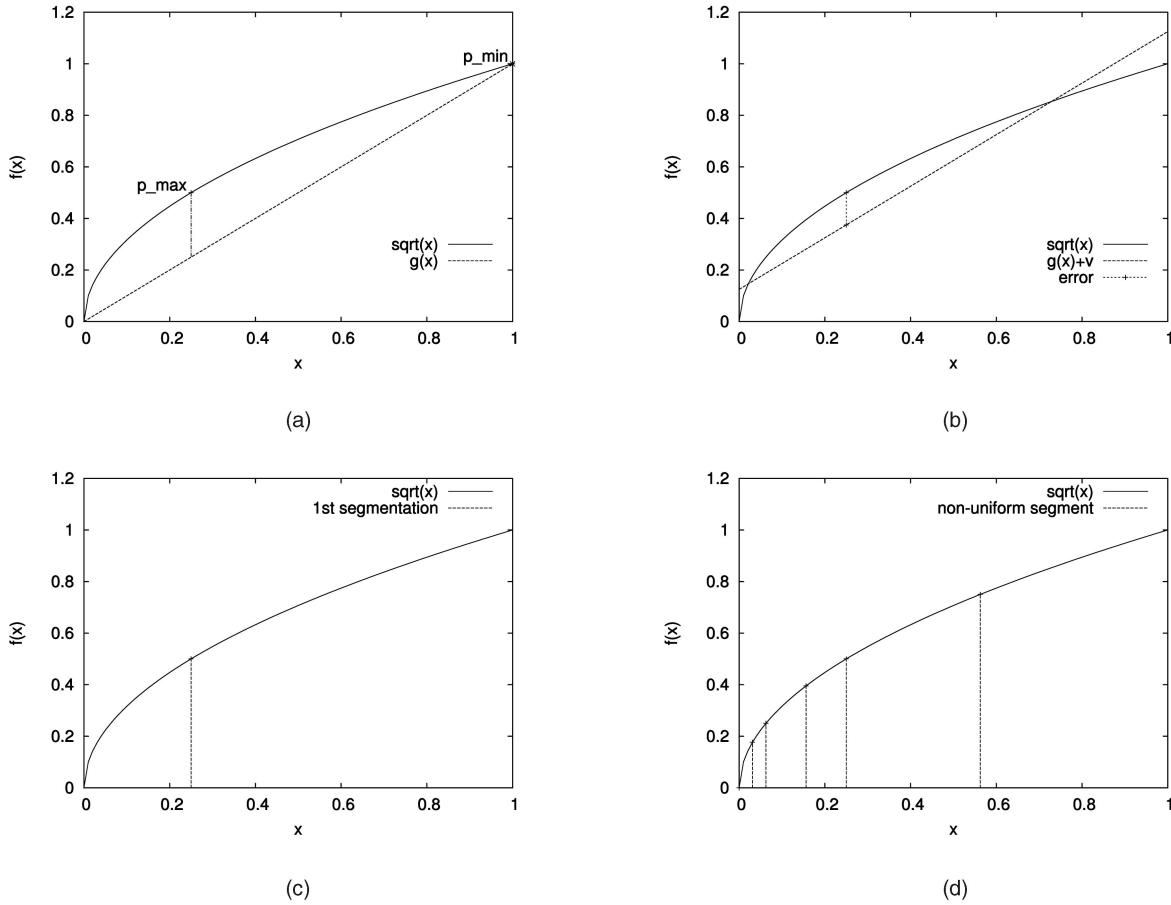 1.2
1
0.8
0.6
0.4
0.2
0
f(x)
p_min
p_max
sqrt(x)
g(x)
0 0.2 0.4 0.6 0.8 1
x
(a)
1.2
1
0.8
0.6
0.4
0.2
0
f(x)
sqrt(x)
g(x)+v
error
0 0.2 0.4 0.6 0.8 1
x
(b)
1.2
1
0.8
0.6
0.4
0.2
0
f(x)
sqrt(x)
1st segmentation
0 0.2 0.4 0.6 0.8 1
x
(c)
1.2
1
0.8
0.6
0.4
0.2
0
f(x)
sqrt(x)
non-uniform segment
0 0.2 0.4 0.6 0.8 1
x
(d)